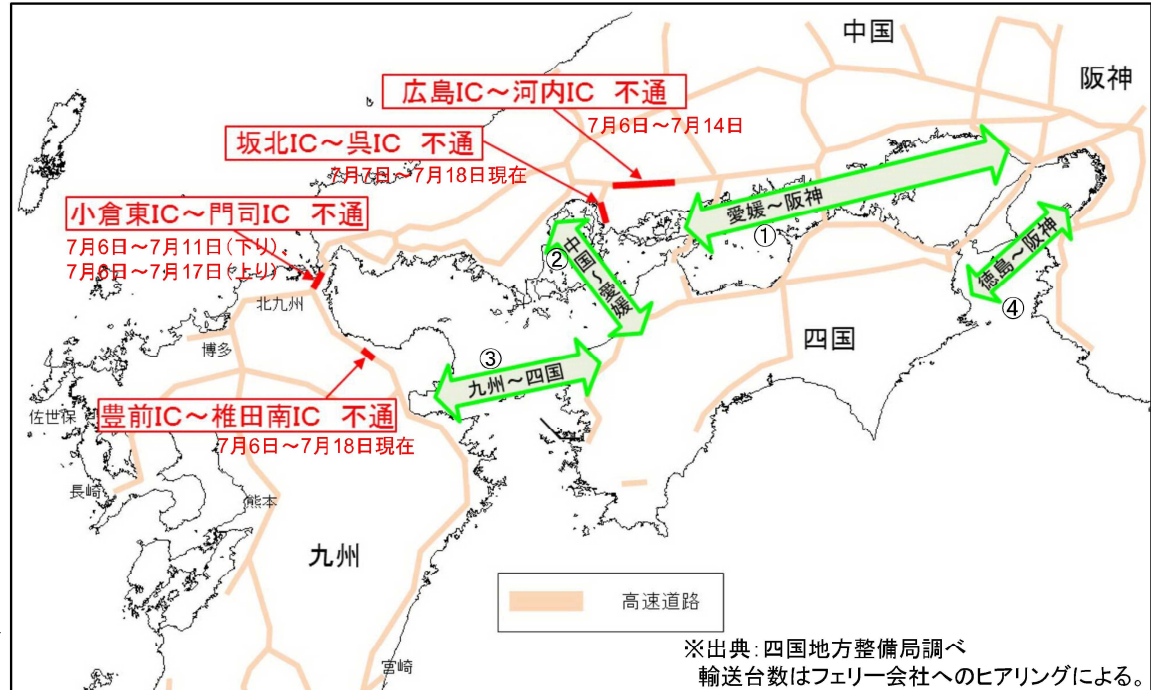 中国
阪神
広島IC～河内IC 不通
7月6日～7月14日
坂北IC～呉IC 不通
7月7日～7月18日現在
小倉東IC～門司IC 不通
7月6日～7月11日（下り）
7月6日～7月17日（上り）
愛媛～阪神
①
②
中国～愛媛
徳島～阪神
④
北九州
博多
③
九州～四国
四国
豊前IC～椎田南IC 不通
7月6日～7月18日現在
佐世保
長崎
熊本
九州
高速道路
宮崎
※出典：四国地方整備局調べ
輸送台数はフェリー会社へのヒアリングによる。